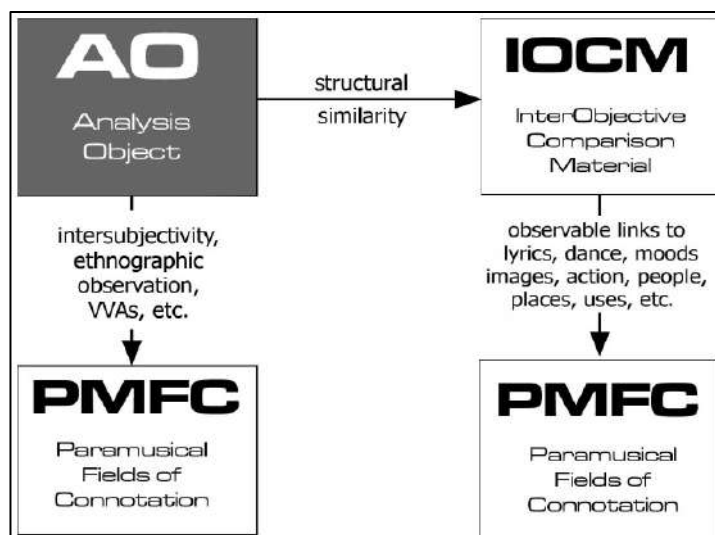 AO
Analysis
Object
structural
similarity
IOCM
InterObjective
Comparison
Material
intersubjectivity,
ethnographic
observation,
VVAs, etc.
observable links to
lyrics, dance, moods
images, action, people,
places, uses, etc.
PMFC
Paramusical
Fields of
Connotation
PMFC
Paramusical
Fields of
Connotation